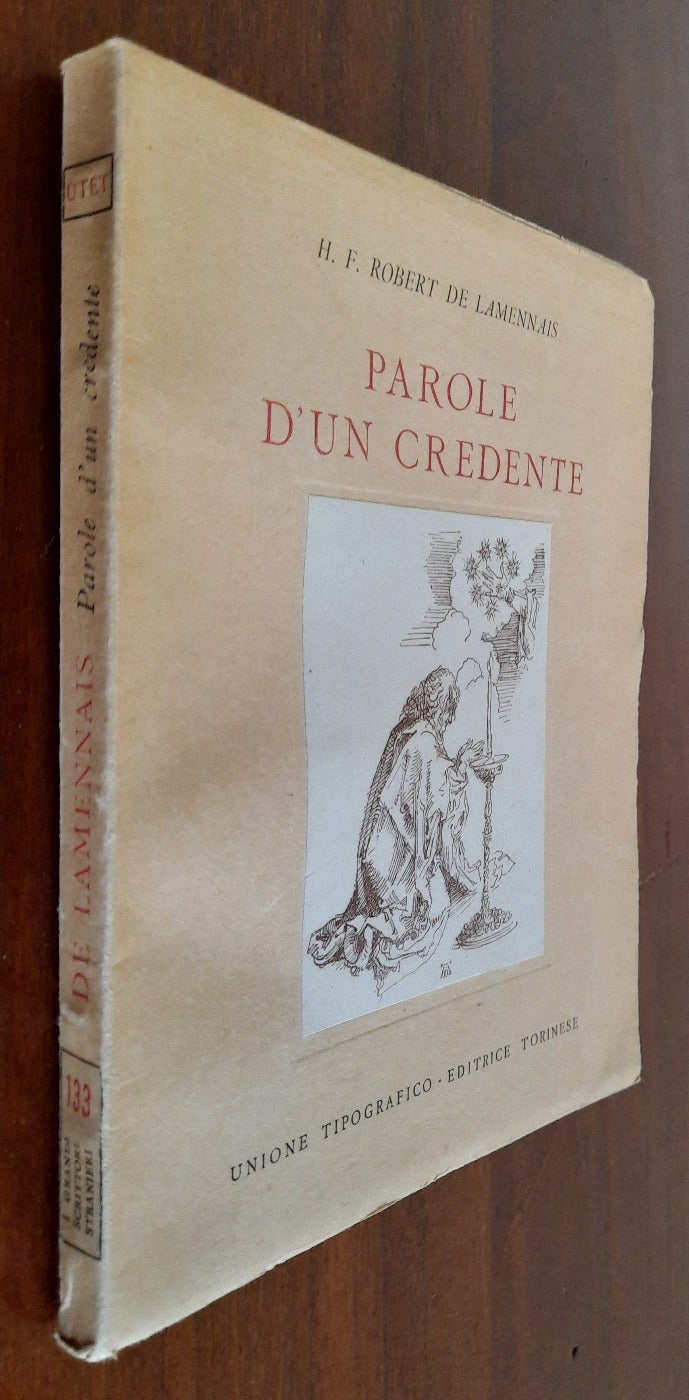 H. F. ROBERT DE LAMENNAIS
PAROLE
D'UN CREDENTE
UNIONE TIPOGRAFICO - EDITRICE TORINESE
UTET
DE LAMENNAIS Parole d'un credente
133
I GRANDI
SCRITTORI
STRANIERI